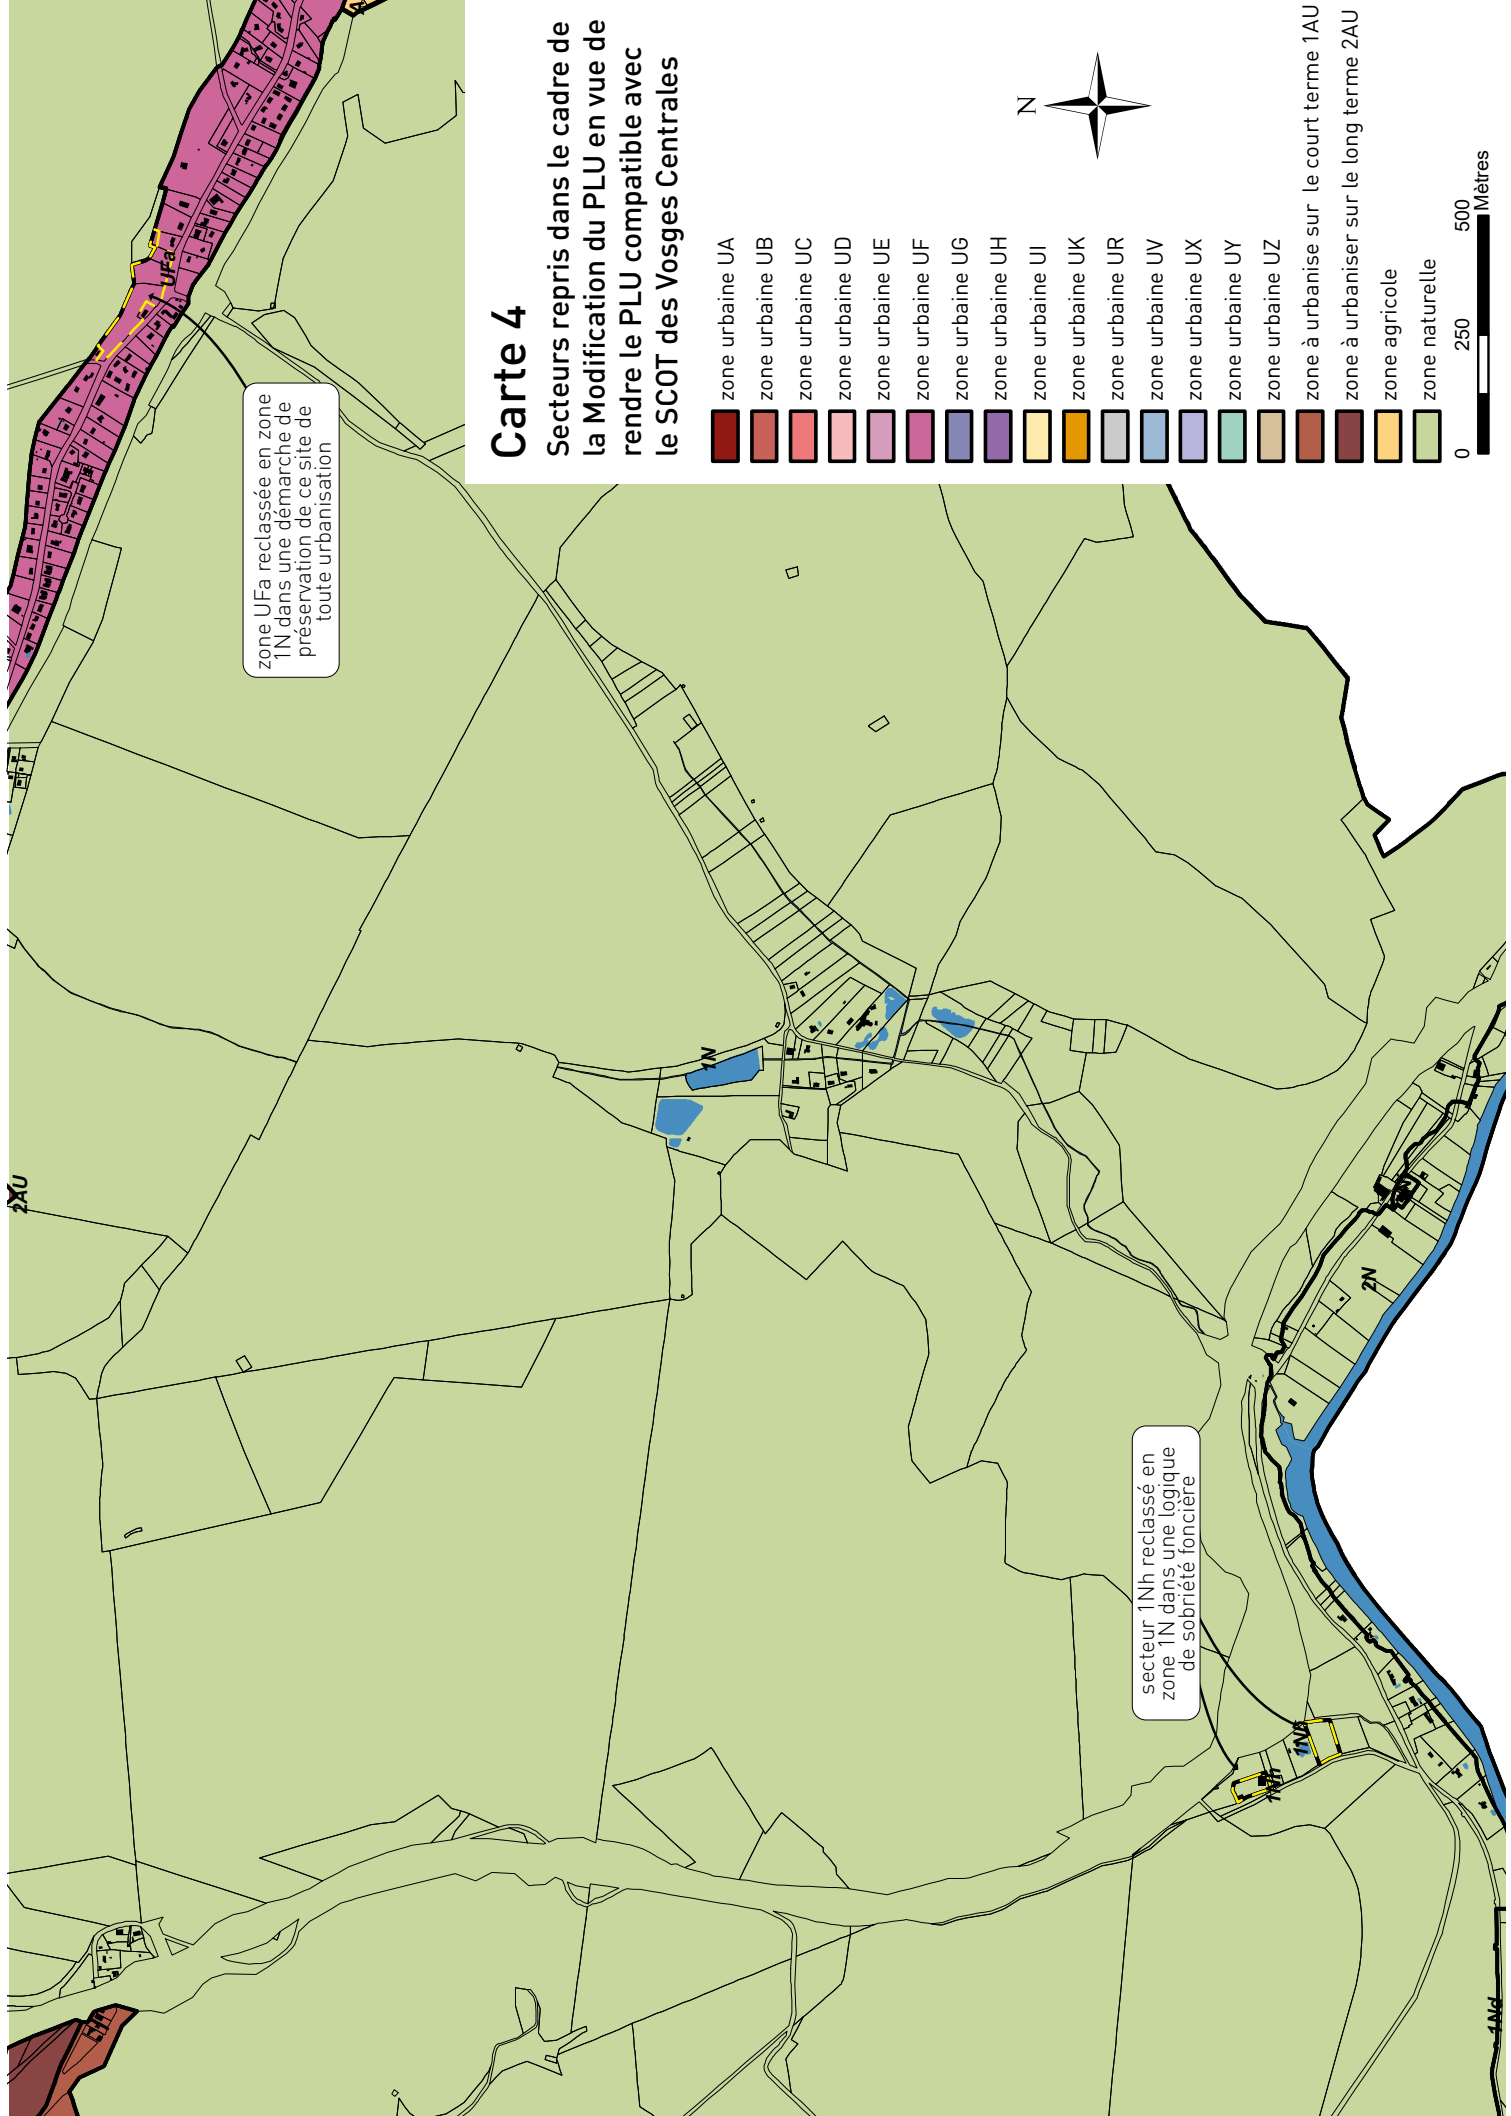 Carte 4
Secteurs repris dans le cadre de
la Modification du PLU en vue de
rendre le PLU compatible avec
le SCOT des Vosges Centrales
N
zone urbaine UA
zone urbaine UB
zone urbaine UC
zone urbaine UD
zone urbaine UE
zone urbaine UF
zone urbaine UG
zone urbaine UH
zone urbaine UI
zone urbaine UK
zone urbaine UR
zone urbaine UV
zone urbaine UX
zone urbaine UY
zone urbaine UZ
zone à urbanise sur le court terme 1AU
zone à urbaniser sur le long terme 2AU
zone agricole
zone naturelle
0 250 500
Mètres
zone UFa reclassée en zone
1N dans une démarche de
préservation de ce site de
toute urbanisation
UFa
secteur 1Nh reclassé en
zone 1N dans une logique
de sobriété foncière
1Nh
1Nh
1N
2N
2AU
1Nd